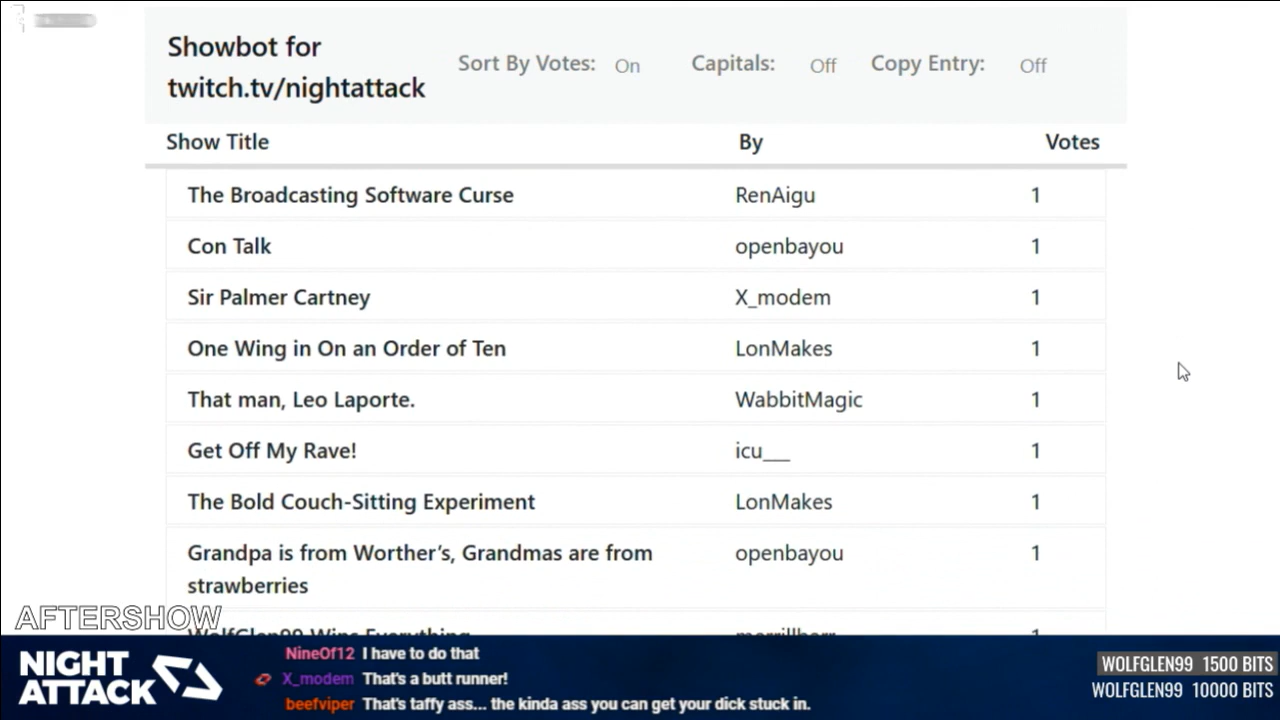 Showbot for
twitch.tv/nightattack
Sort By Votes: On Capitals: Off Copy Entry: Off
Show Title By Votes
The Broadcasting Software Curse RenAigu 1
Con Talk openbayou 1
Sir Palmer Cartney X_modem 1
One Wing in On an Order of Ten LonMakes 1
That man, Leo Laporte. WabbitMagic 1
Get Off My Rave! icu___ 1
The Bold Couch-Sitting Experiment LonMakes 1
Grandpa is from Worther's, Grandmas are from openbayou 1
strawberries
WolfGlen99 Wins Everything 1
AFTERSHOW
NIGHT
ATTACK
NineOf12 I have to do that
X_modem That's a butt runner!
beefviper That's taffy ass... the kinda ass you can get your dick stuck in.
WOLFGLEN99 1500 BITS
WOLFGLEN99 10000 BITS